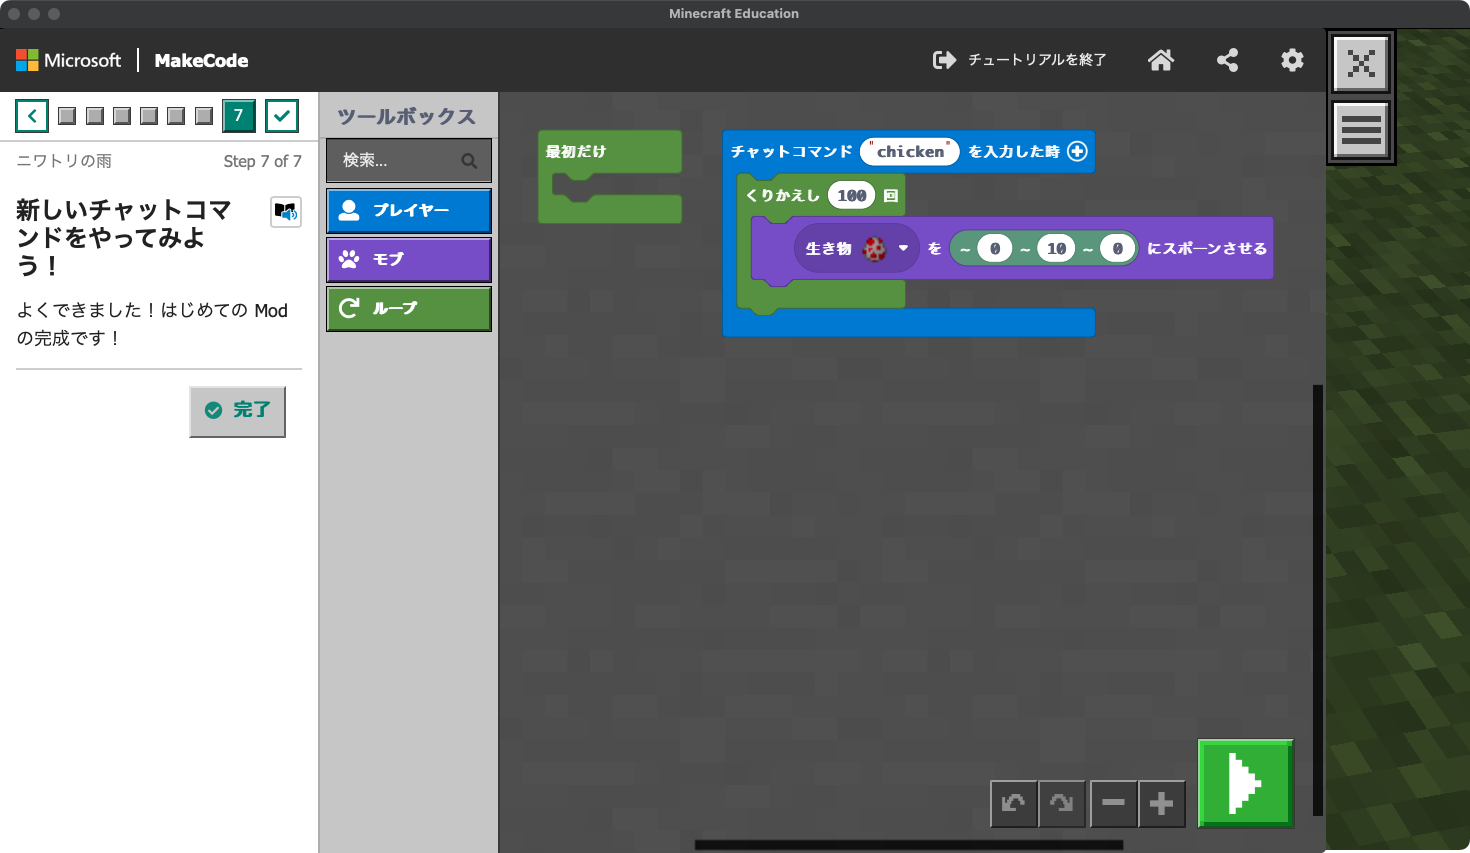 Minecraft Education
Microsoft | MakeCode
チュートリアルを終了
7
ニワトリの雨
Step 7 of 7
新しいチャットコマ
ンドをやってみよ
う！
よくできました！はじめての Mod
の完成です！
完了
ツールボックス
検索...
プレイヤー
モブ
ループ
最初だけ
チャットコマンド "chicken" を入力した時
くりかえし 100 回
生き物 を ~ 0 ~ 10 ~ 0 にスポーンさせる